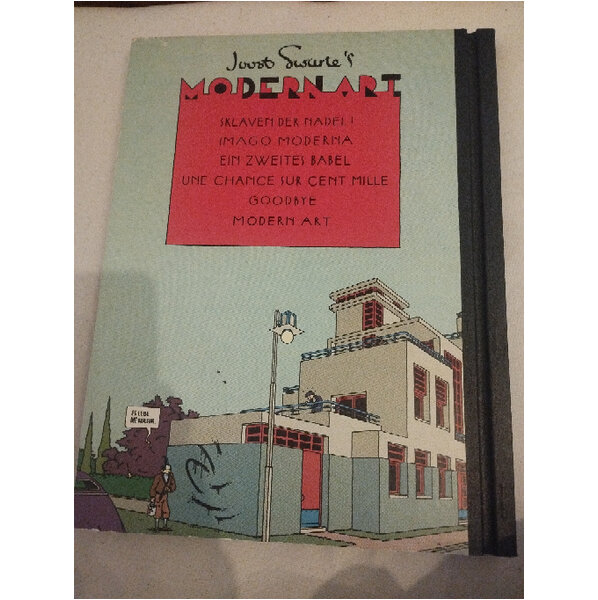 Joost Swarte's
MODERN ART
SKLAVEN DER NADEL!
IMAGO MODERNA
EIN ZWEITES BABEL
UNE CHANCE SUR CENT MILLE
GOODBYE
MODERN ART